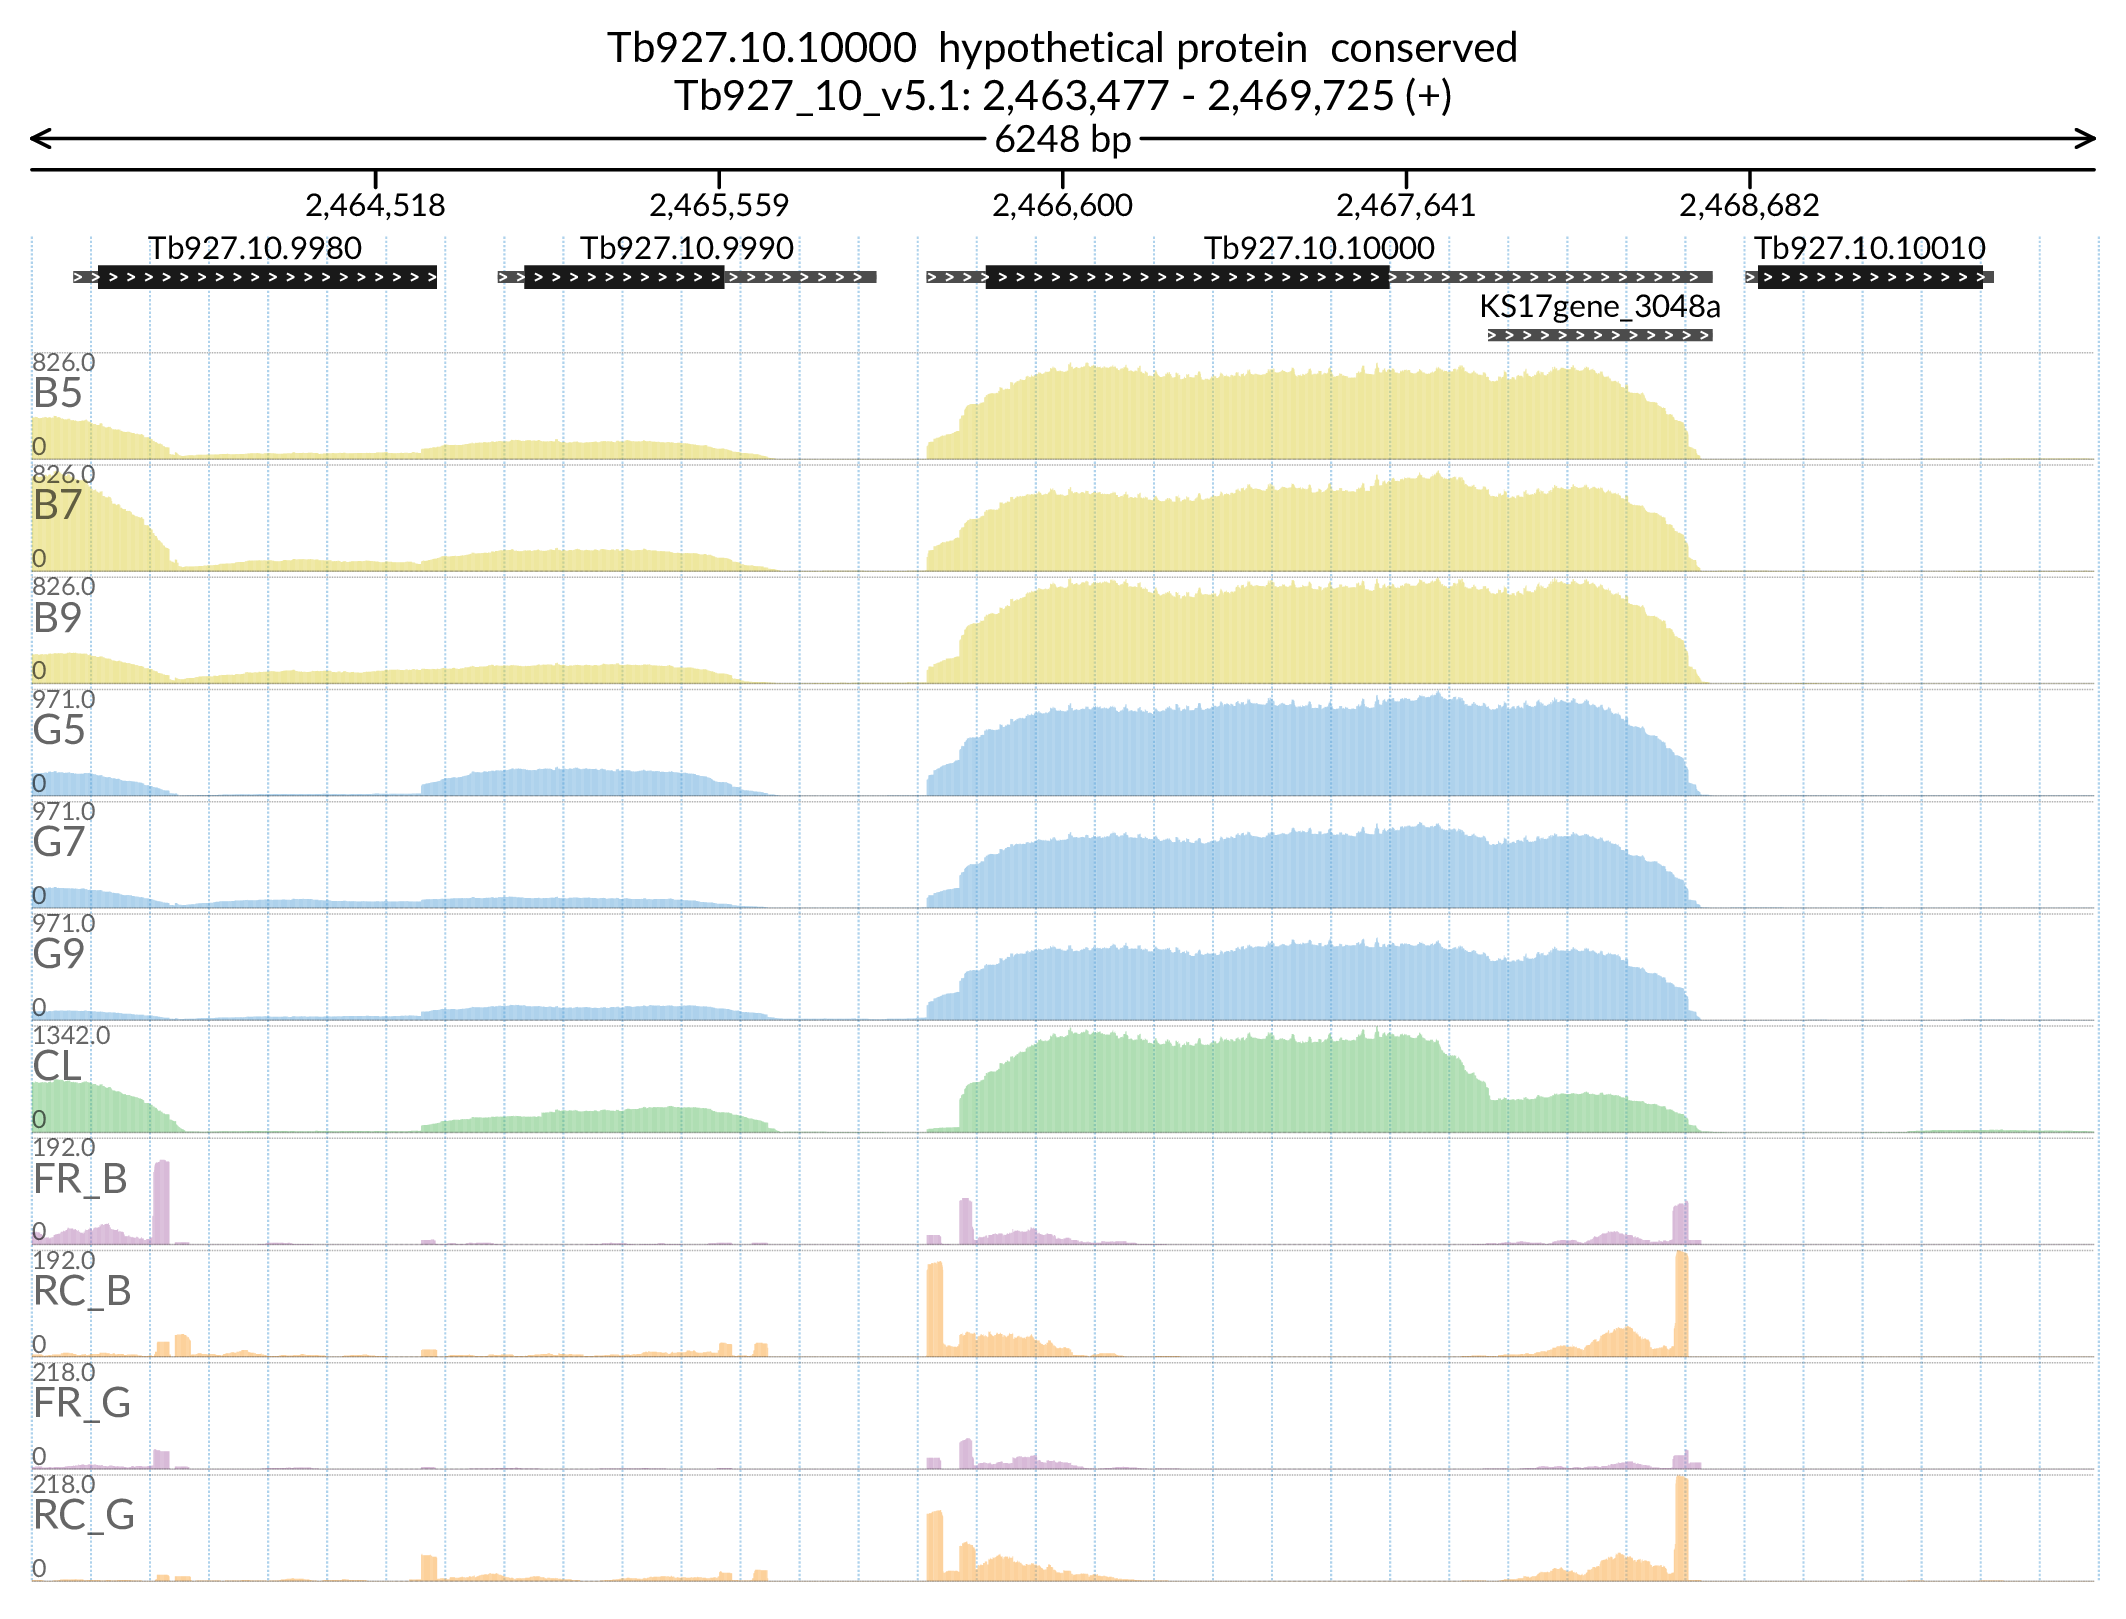 Tb927.10.10000 hypothetical protein conserved
Tb927_10_v5.1: 2,463,477 - 2,469,725 (+)
6248 bp
2,464,518 2,465,559 2,466,600 2,467,641 2,468,682
Tb927.10.9980 Tb927.10.9990 Tb927.10.10000 Tb927.10.10010
KS17gene_3048a
826.0
B5
0
826.0
B7
0
826.0
B9
0
971.0
G5
0
971.0
G7
0
971.0
G9
0
1342.0
CL
0
192.0
FR_B
0
192.0
RC_B
0
218.0
FR_G
0
218.0
RC_G
0